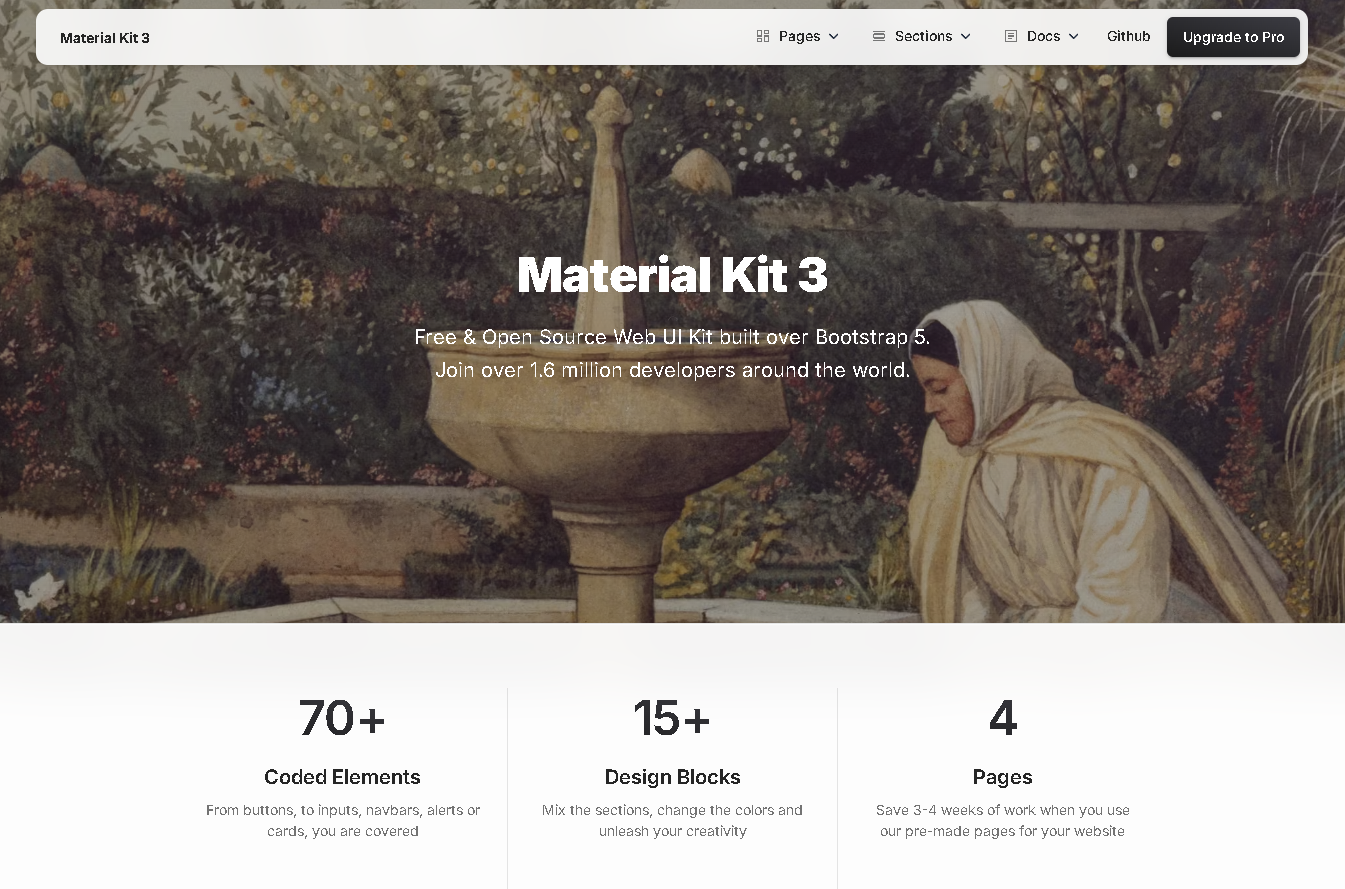 Material Kit 3
Pages
Sections
Docs
Github
Upgrade to Pro
Material Kit 3
Free & Open Source Web UI Kit built over Bootstrap 5.
Join over 1.6 million developers around the world.
70+
Coded Elements
From buttons, to inputs, navbars, alerts or
cards, you are covered
15+
Design Blocks
Mix the sections, change the colors and
unleash your creativity
4
Pages
Save 3-4 weeks of work when you use
our pre-made pages for your website